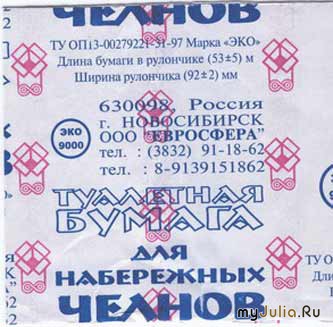 ЧЕЛНОВ
ТУ ОП13-00279221-31-97 Марка «ЭКО»
Длина бумаги в рулончике (53±5) м
Ширина рулончика (92±2) мм
630098, Россия
г. НОВОСИБИРСК
ЭКО 9000
ООО "ЕВРОСФЕРА"
тел. : (3832) 91-18-62
тел. : 8-9139151862
ТУАЛЕТНАЯ
БУМАГА
ДЛЯ
НАБЕРЕЖНЫХ
ЧЕЛНОВ
ТУ О
Дл
myJulia.Ru